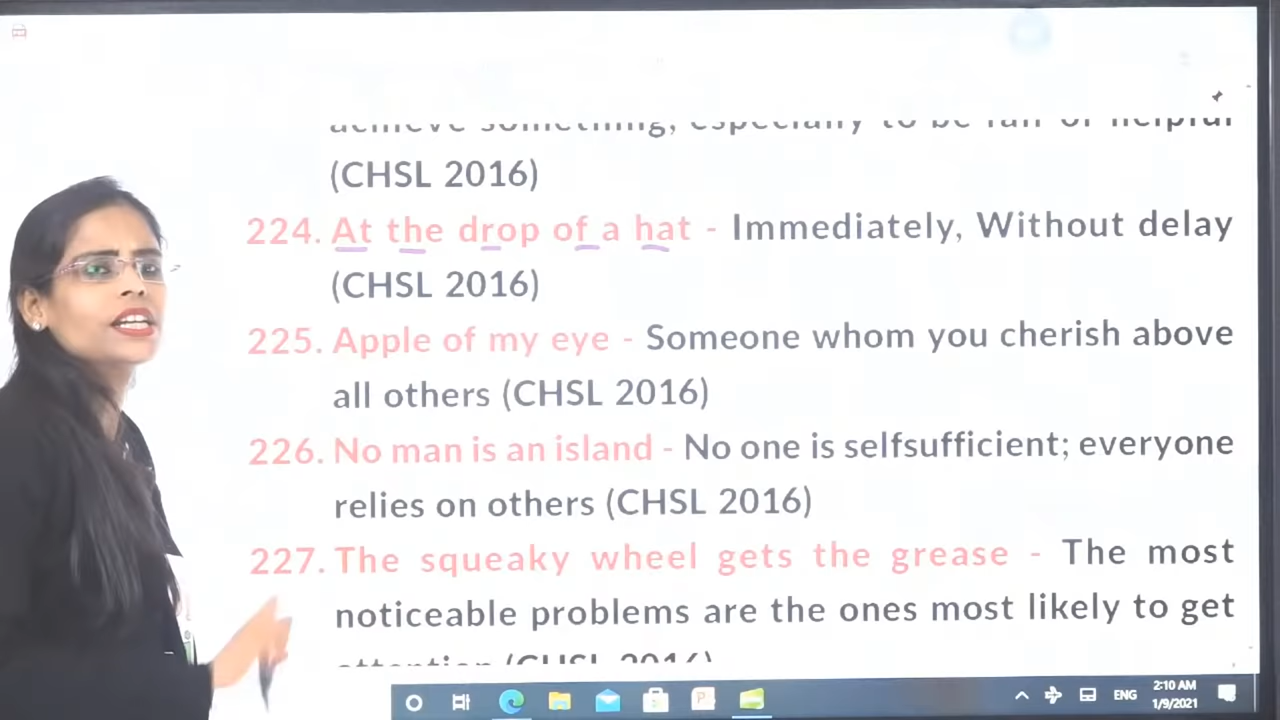 achieve something, especially to be fair or helpful
(CHSL 2016)
224. At the drop of a hat - Immediately, Without delay
(CHSL 2016)
225. Apple of my eye - Someone whom you cherish above
all others (CHSL 2016)
226. No man is an island - No one is selfsufficient; everyone
relies on others (CHSL 2016)
227. The squeaky wheel gets the grease - The most
noticeable problems are the ones most likely to get
attention (CHSL 2016)
ENG
2:10 AM
1/9/2021